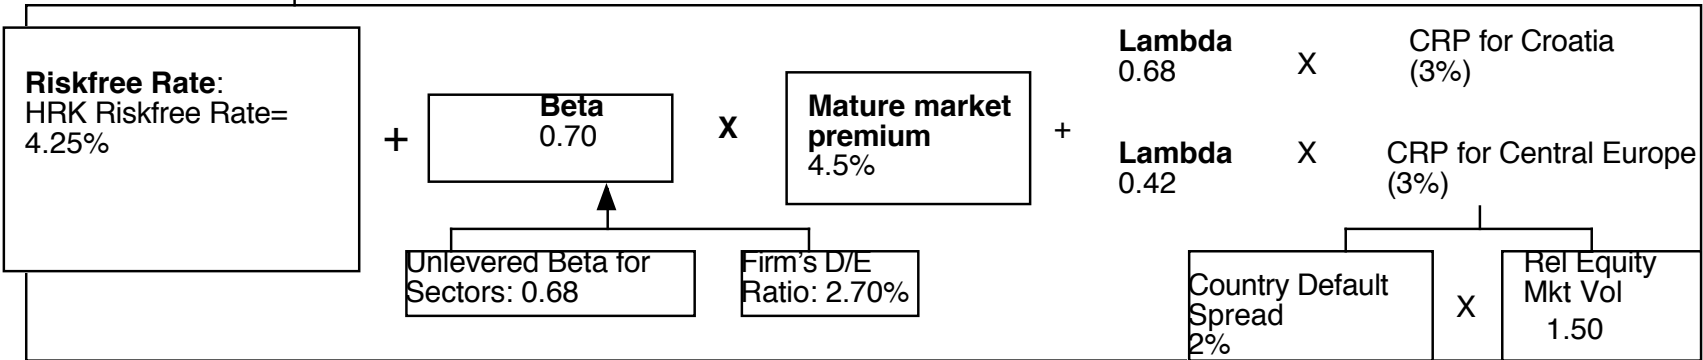 Riskfree Rate:
HRK Riskfree Rate=
4.25%
+
Beta
0.70
X
Mature market
premium
4.5%
+
Lambda
0.68
X
CRP for Croatia
(3%)
Lambda
0.42
X
CRP for Central Europe
(3%)
Unlevered Beta for
Sectors: 0.68
Firm's D/E
Ratio: 2.70%
Country Default
Spread
2%
X
Rel Equity
Mkt Vol
1.50